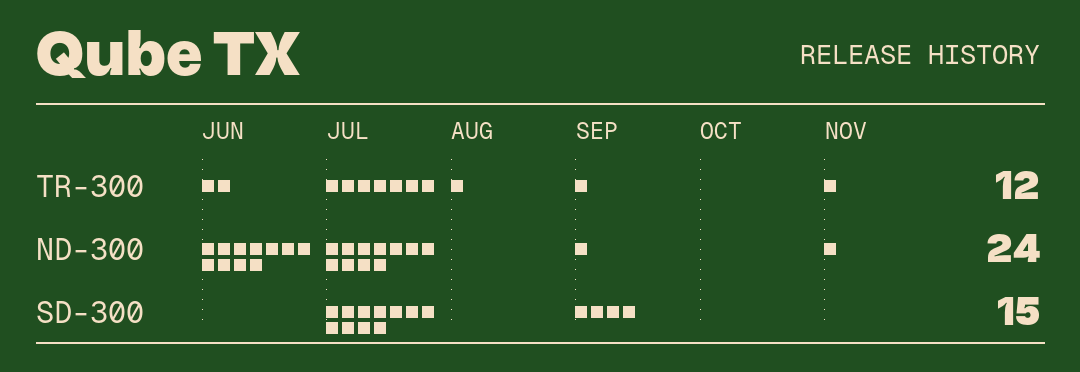 Qube TX
RELEASE HISTORY
JUN JUL AUG SEP OCT NOV
TR-300 12
ND-300 24
SD-300 15